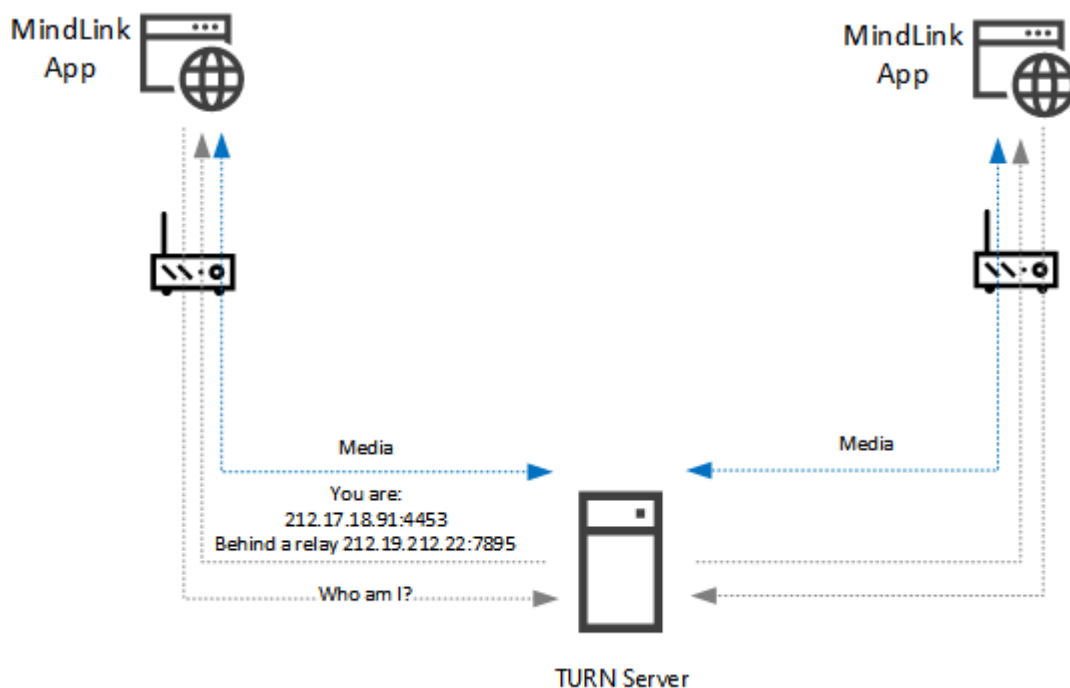 MindLink
App
MindLink
App
Media
Media
You are:
212.17.18.91:4453
Behind a relay 212.19.212.22:7895
Who am I?
TURN Server